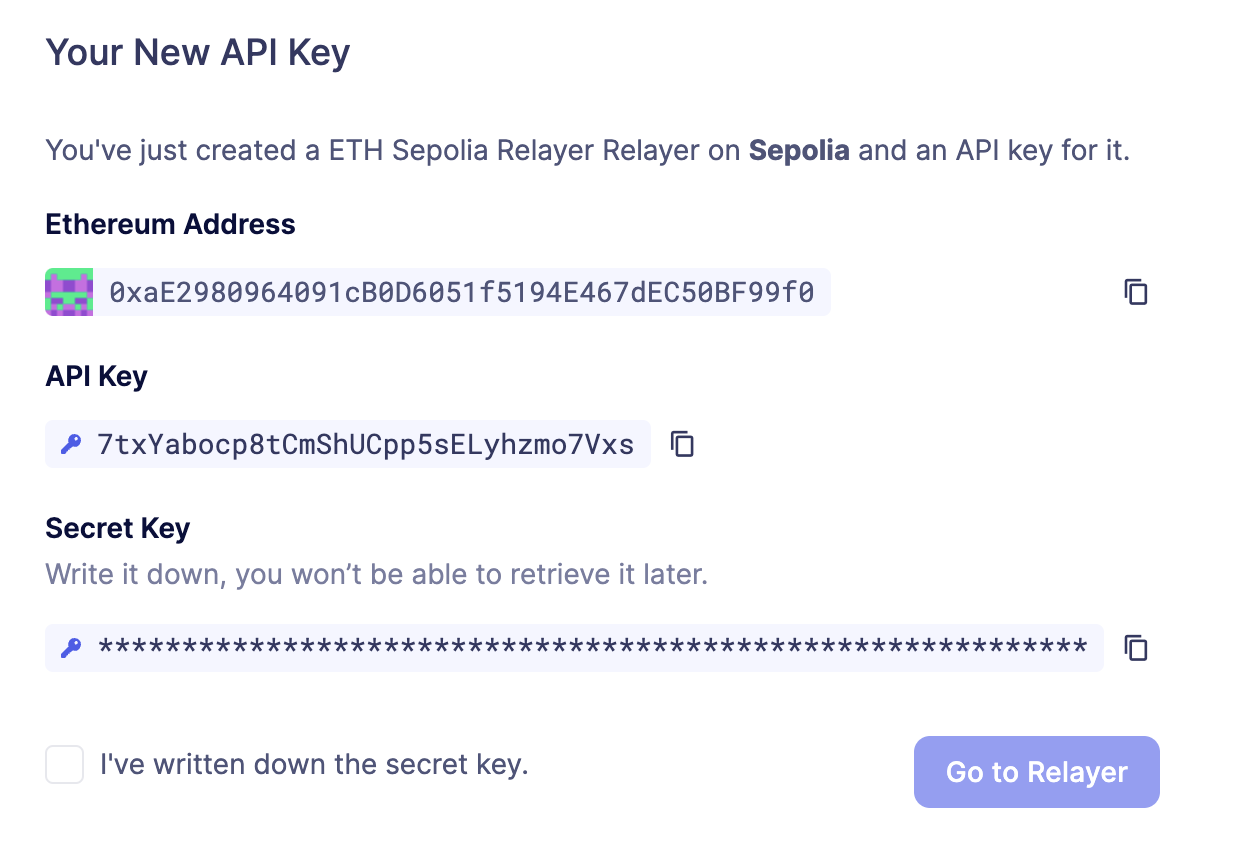 Your New API Key
You've just created a ETH Sepolia Relayer Relayer on Sepolia and an API key for it.
Ethereum Address
0xaE2980964091cB0D6051f5194E467dEC50BF99f0
API Key
7txYabocp8tCmShUCpp5sELyhzmo7Vxs
Secret Key
Write it down, you won’t be able to retrieve it later.
***********************************************************
I've written down the secret key.
Go to Relayer